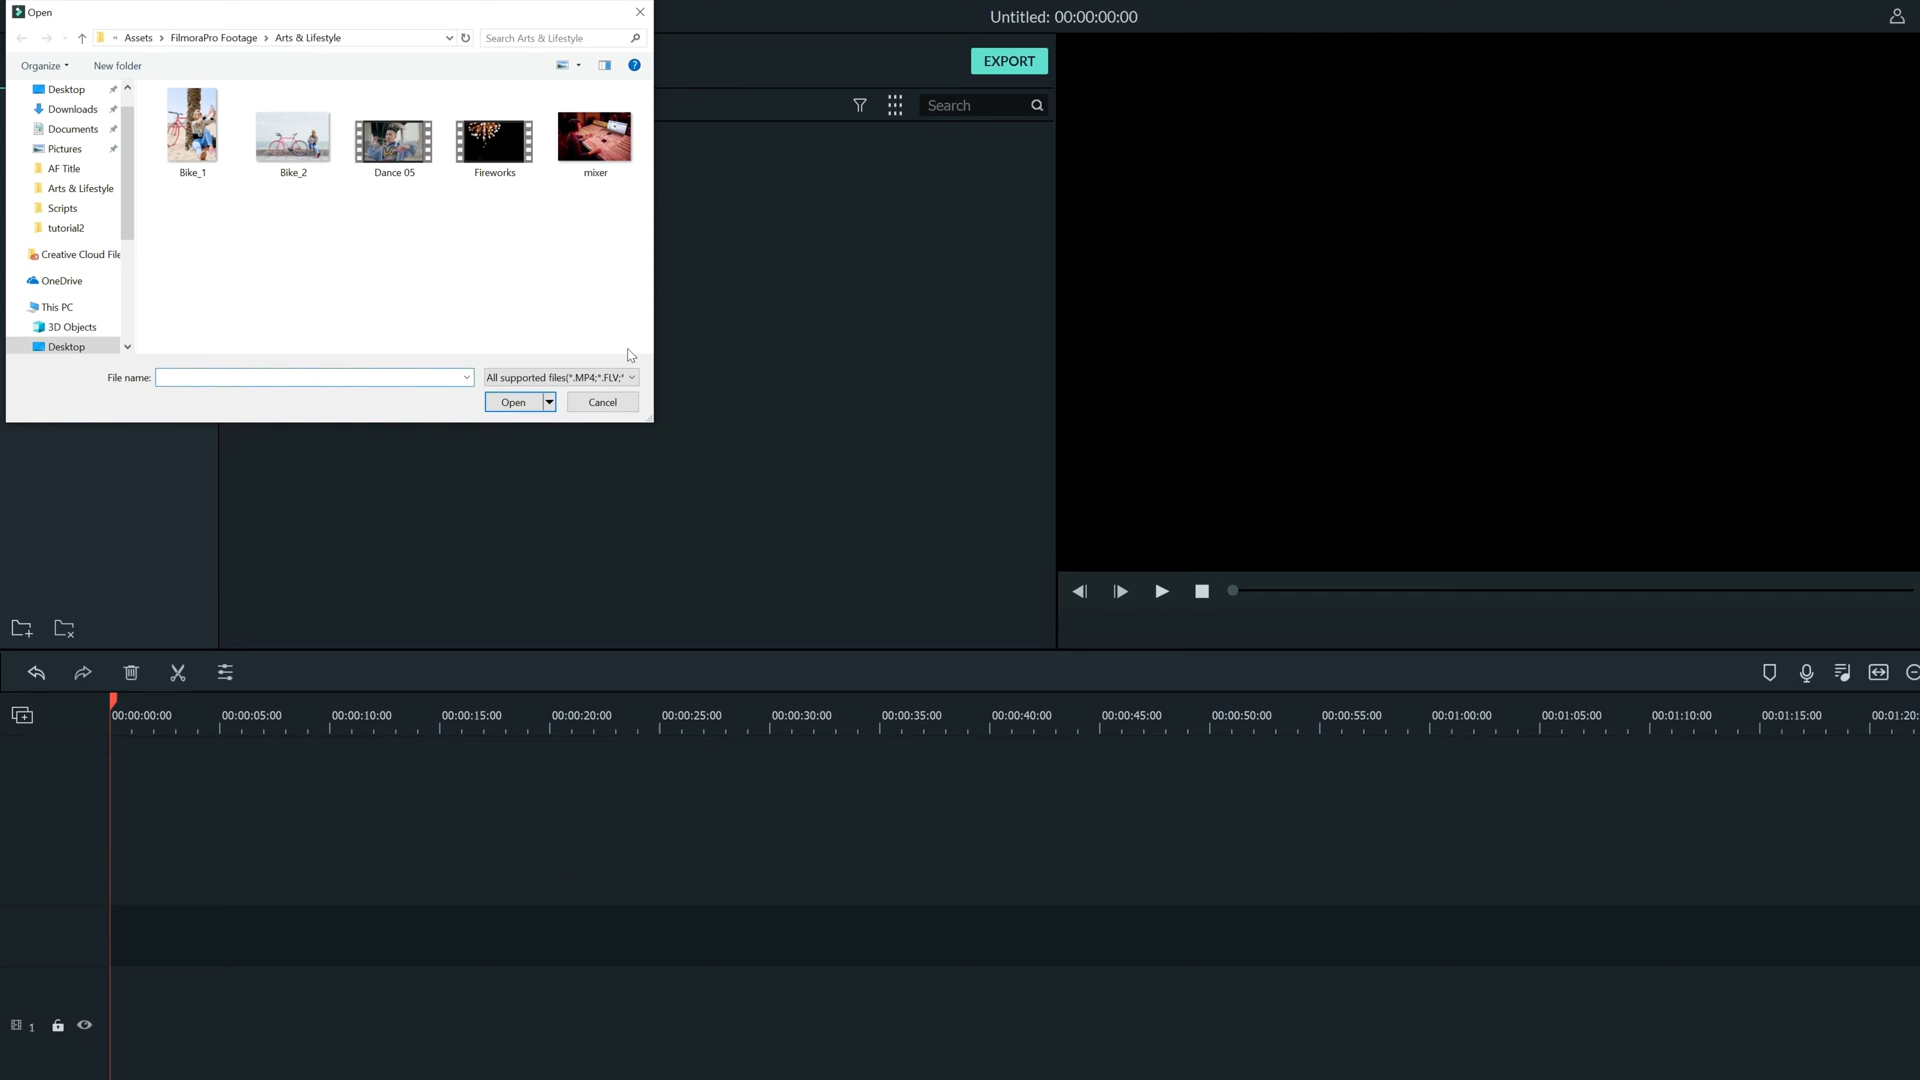 Open
Untitled: 00:00:00:00
« Assets > FilmoraPro Footage > Arts & Lifestyle
Search Arts & Lifestyle
Organize
New folder
?
EXPORT
Search
Desktop
Downloads
Documents
Pictures
AF Title
Arts & Lifestyle
Scripts
tutorial2
Creative Cloud File
OneDrive
This PC
3D Objects
Desktop
Bike_1
Bike_2
Dance 05
Fireworks
mixer
File name:
All supported files(*.MP4;*.FLV;*
Open
Cancel
00:00:00:00 00:00:05:00 00:00:10:00 00:00:15:00 00:00:20:00 00:00:25:00 00:00:30:00 00:00:35:00 00:00:40:00 00:00:45:00 00:00:50:00 00:00:55:00 00:01:00:00 00:01:05:00 00:01:10:00 00:01:15:00 00:01:20:
1